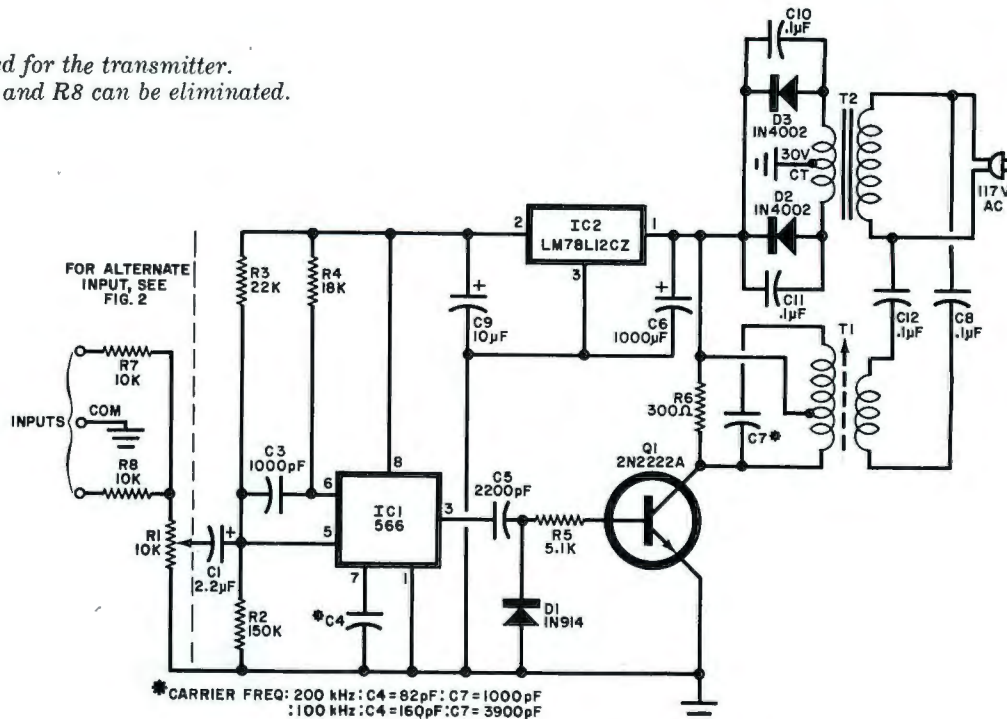 d for the transmitter.
and R8 can be eliminated.
C10
.1µF
D3
1N4002
T2
30V
CT
117V
AC
D2
1N4002
C11
.1µF
C12
.1µF
C8
.1µF
T1
2
IC2
LM78L12CZ
1
3
FOR ALTERNATE
INPUT, SEE
FIG. 2
R3
22K
R4
18K
C9
10µF
+
C6
1000µF
+
R6
300Ω
C7*
Q1
2N2222A
INPUTS
R7
10K
COM
R8
10K
R1
10K
C1
2.2µF
+
C3
1000pF
8
6
5
IC1
566
3
7
1
C5
2200pF
R5
5.1K
D1
1N914
R2
150K
*C4
*CARRIER FREQ: 200 kHz: C4=82pF: C7=1000pF
:100 kHz: C4=160pF: C7=3900pF